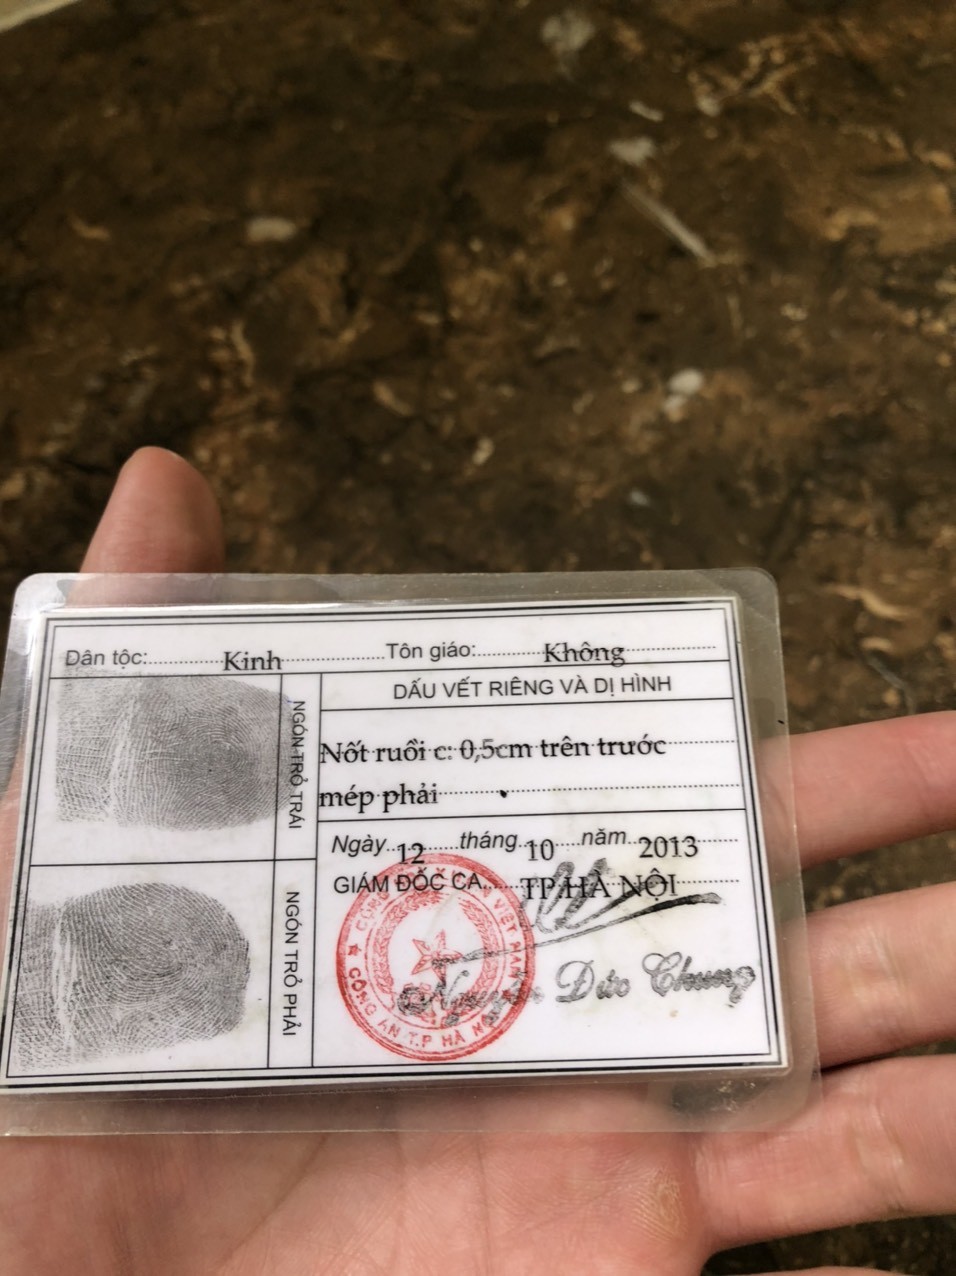 Dân tộc: Kinh Tôn giáo: Không
DẤU VẾT RIÊNG VÀ DỊ HÌNH
NGÓN TRỎ TRÁI
Nốt ruồi c: 0,5cm trên trước
mép phải
Ngày 12 tháng 10 năm 2013
GIÁM ĐỐC CA TP.HÀ NỘI
NGÓN TRỎ PHẢI
CÔNG AN T.P HÀ NỘI
Nguyễn Đức Chung